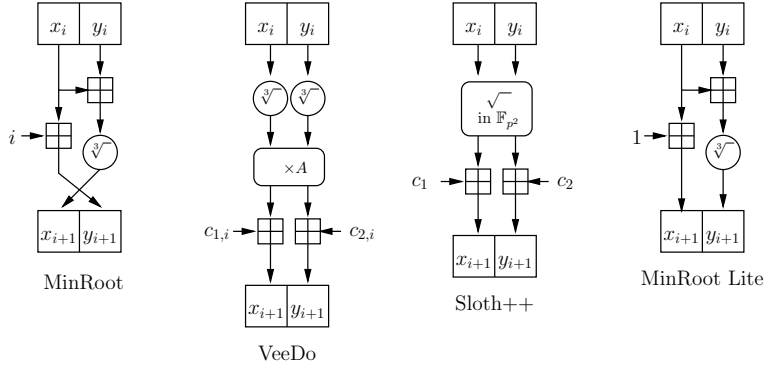 x_i y_i
i
∛
x_{i+1} y_{i+1}
MinRoot
x_i y_i
∛ ∛
×A
c_{1,i} c_{2,i}
x_{i+1} y_{i+1}
VeeDo
x_i y_i
√
in 𝔽_{p^2}
c_1 c_2
x_{i+1} y_{i+1}
Sloth++
x_i y_i
1
∛
x_{i+1} y_{i+1}
MinRoot Lite